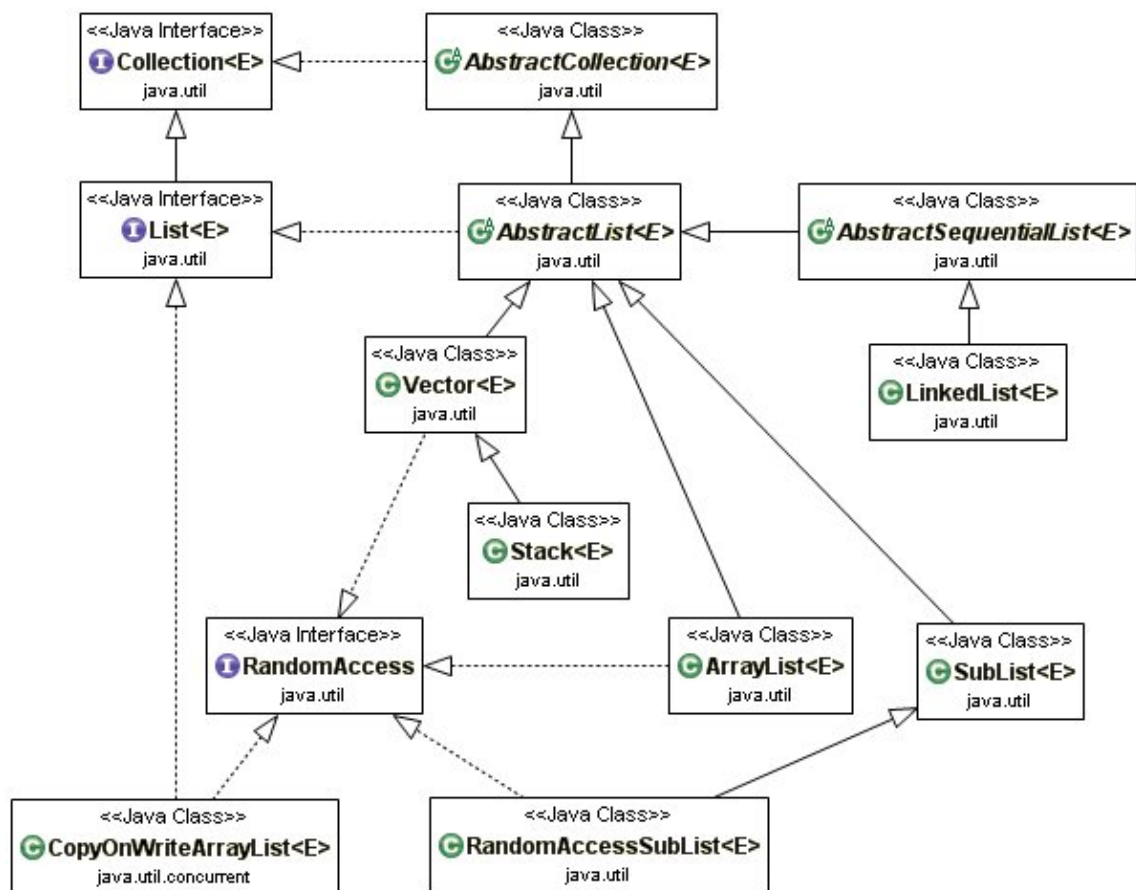 <<Java Interface>>
Collection<E>
java.util
<<Java Class>>
AbstractCollection<E>
java.util
<<Java Interface>>
List<E>
java.util
<<Java Class>>
AbstractList<E>
java.util
<<Java Class>>
AbstractSequentialList<E>
java.util
<<Java Class>>
Vector<E>
java.util
<<Java Class>>
LinkedList<E>
java.util
<<Java Class>>
Stack<E>
java.util
<<Java Interface>>
RandomAccess
java.util
<<Java Class>>
ArrayList<E>
java.util
<<Java Class>>
SubList<E>
java.util
<<Java Class>>
CopyOnWriteArrayList<E>
java.util.concurrent
<<Java Class>>
RandomAccessSubList<E>
java.util